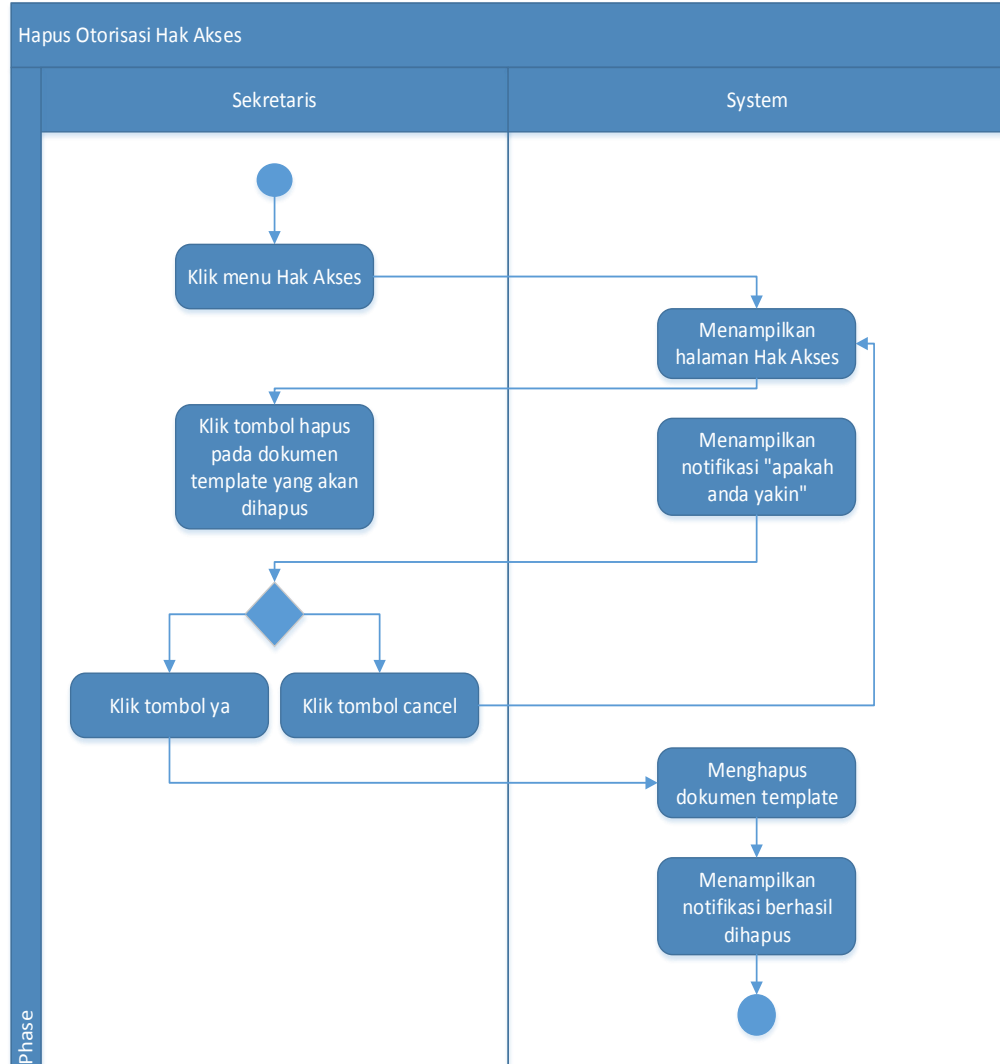 Hapus Otorisasi Hak Akses
Sekretaris
System
Klik menu Hak Akses
Menampilkan
halaman Hak Akses
Klik tombol hapus
pada dokumen
template yang akan
dihapus
Menampilkan
notifikasi "apakah
anda yakin"
Klik tombol ya
Klik tombol cancel
Menghapus
dokumen template
Menampilkan
notifikasi berhasil
dihapus
Phase